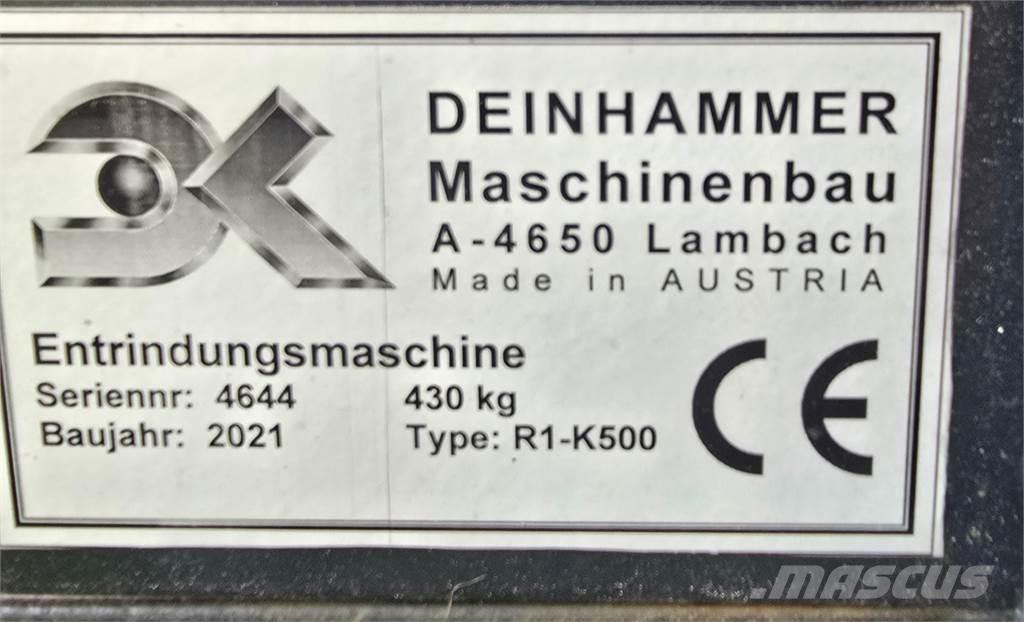 DK
DEINHAMMER
Maschinenbau
A-4650 Lambach
Made in AUSTRIA
Entrindungsmaschine
Seriennr: 4644 430 kg
Baujahr: 2021 Type: R1-K500
CE
MASCUS